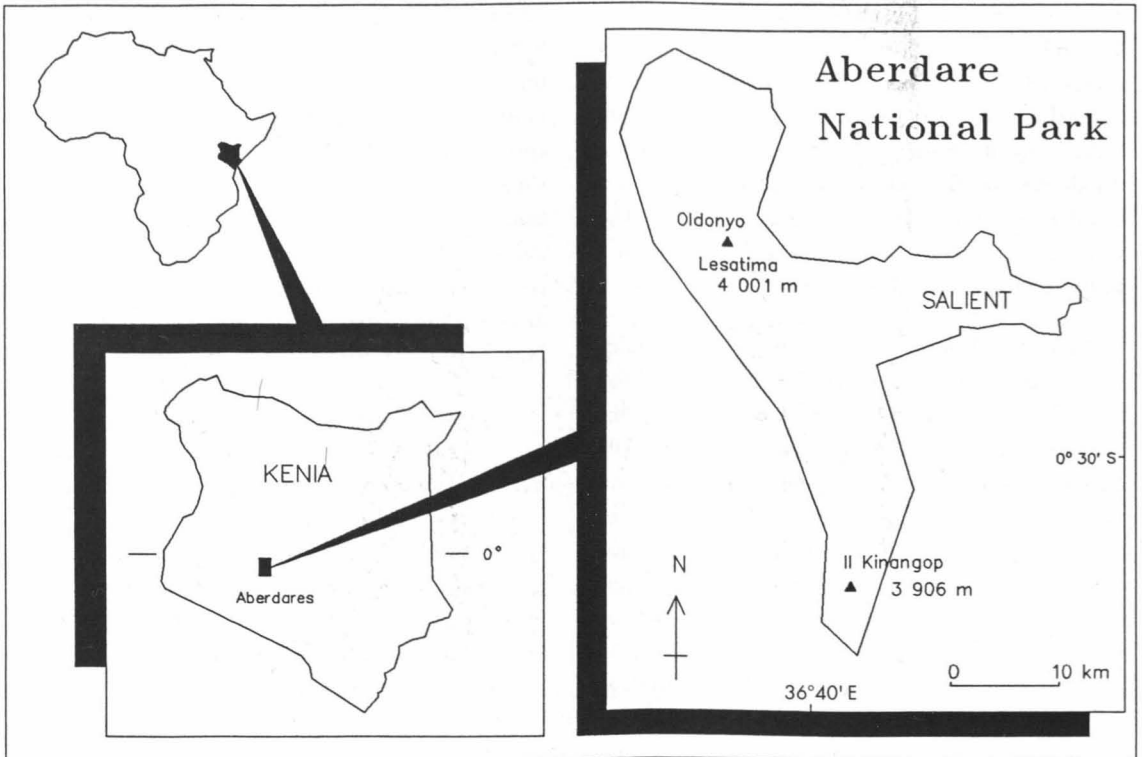 Aberdare
National Park
Oldonyo
Lesatima
4 001 m
SALIENT
KENIA
0° 30' S
0°
Aberdares
Il Kinangop
3 906 m
N
0 10 km
36°40' E